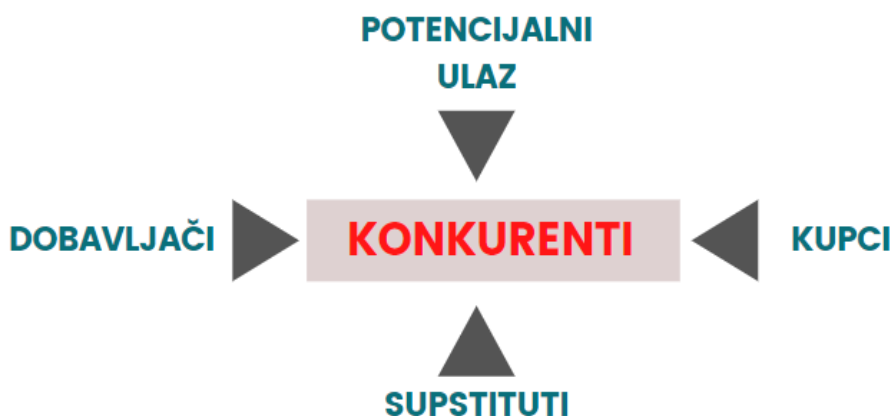 POTENCIJALNI
ULAZ
DOBAVLJAČI
KONKURENTI
KUPCI
SUPSTITUTI